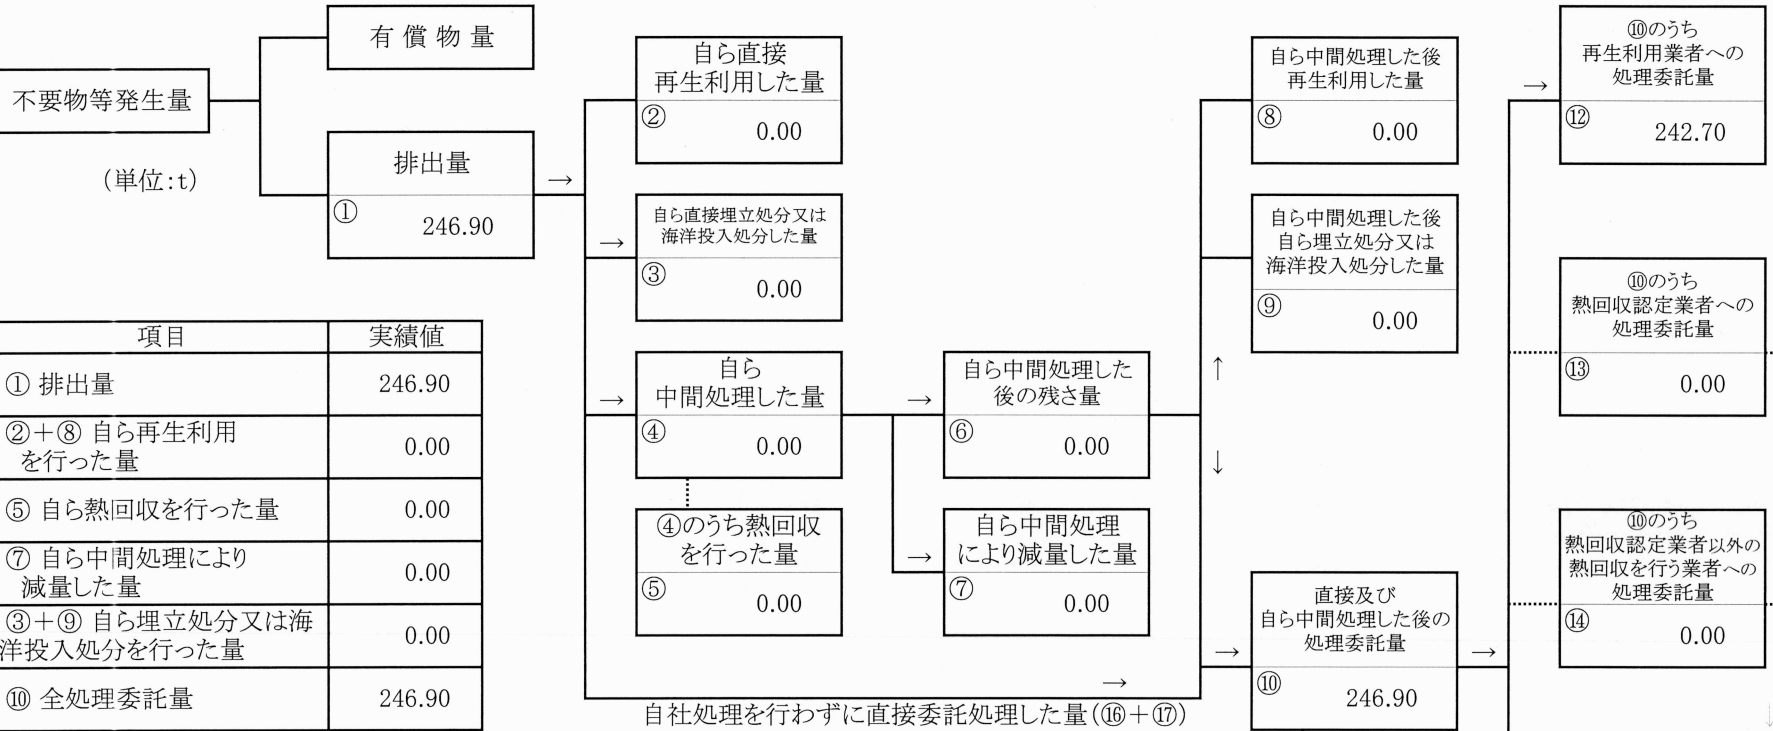 有償物量
不要物等発生量
(単位:t)
排出量
①
246.90
→
自ら直接
再生利用した量
②
0.00
→
自ら直接埋立処分又は
海洋投入処分した量
③
0.00
→
自ら
中間処理した量
④
0.00
④のうち熱回収
を行った量
⑤
0.00
→
自ら中間処理した
後の残さ量
⑥
0.00
→
自ら中間処理
により減量した量
⑦
0.00
自ら中間処理した後
再生利用した量
⑧
0.00
自ら中間処理した後
自ら埋立処分又は
海洋投入処分した量
⑨
0.00
↑
↓
→
自社処理を行わずに直接委託処理した量(⑯+⑰)
→
直接及び
自ら中間処理した後の
処理委託量
⑩
246.90
→
→
⑩のうち
再生利用業者への
処理委託量
⑫
242.70
⑩のうち
熱回収認定業者への
処理委託量
⑬
0.00
⑩のうち
熱回収認定業者以外の
熱回収を行う業者への
処理委託量
⑭
0.00
↓
項目 実績値
① 排出量 246.90
②+⑧ 自ら再生利用
を行った量 0.00
⑤ 自ら熱回収を行った量 0.00
⑦ 自ら中間処理により
減量した量 0.00
③+⑨ 自ら埋立処分又は海
洋投入処分を行った量 0.00
⑩ 全処理委託量 246.90